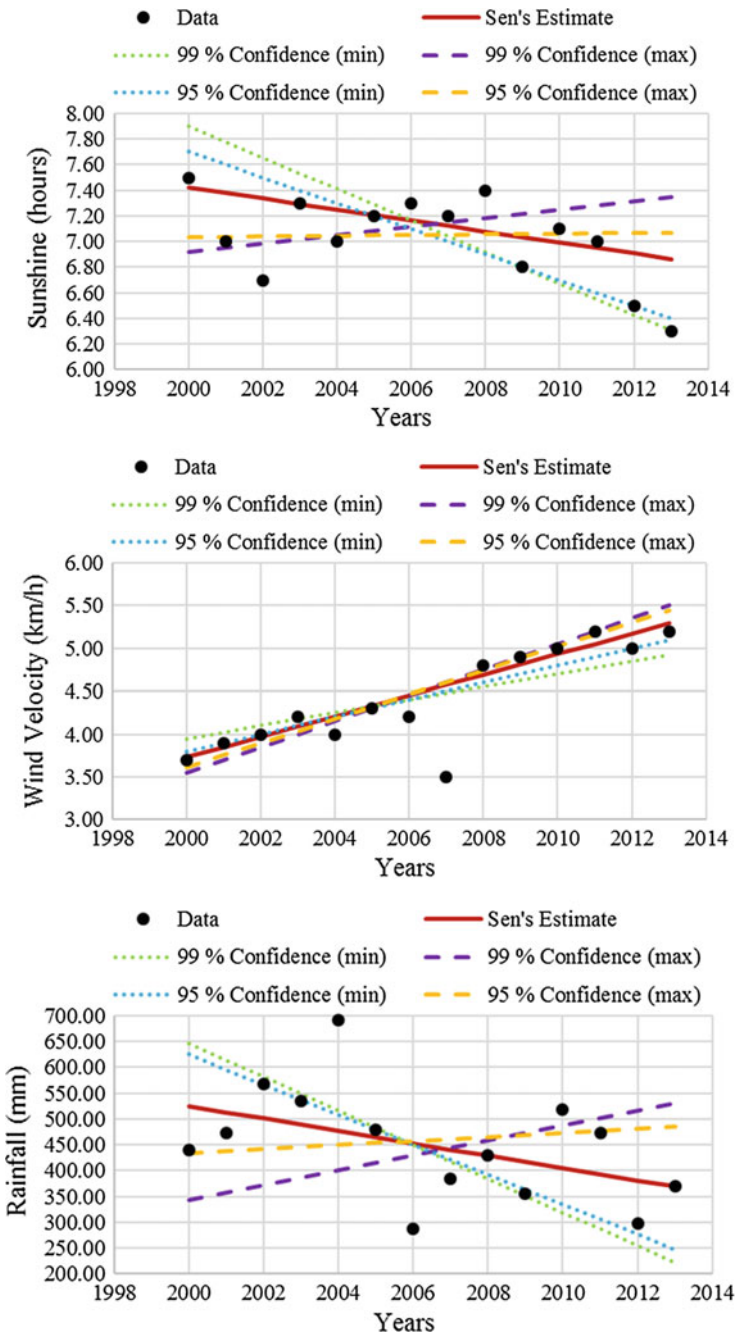 Data Sen's Estimate
99 % Confidence (min) 99 % Confidence (max)
95 % Confidence (min) 95 % Confidence (max)
Sunshine (hours)
8.00
7.80
7.60
7.40
7.20
7.00
6.80
6.60
6.40
6.20
6.00
1998 2000 2002 2004 2006 2008 2010 2012 2014
Years
Data Sen's Estimate
99 % Confidence (min) 99 % Confidence (max)
95 % Confidence (min) 95 % Confidence (max)
Wind Velocity (km/h)
6.00
5.50
5.00
4.50
4.00
3.50
3.00
1998 2000 2002 2004 2006 2008 2010 2012 2014
Years
Data Sen's Estimate
99 % Confidence (min) 99 % Confidence (max)
95 % Confidence (min) 95 % Confidence (max)
Rainfall (mm)
700.00
650.00
600.00
550.00
500.00
450.00
400.00
350.00
300.00
250.00
200.00
1998 2000 2002 2004 2006 2008 2010 2012 2014
Years